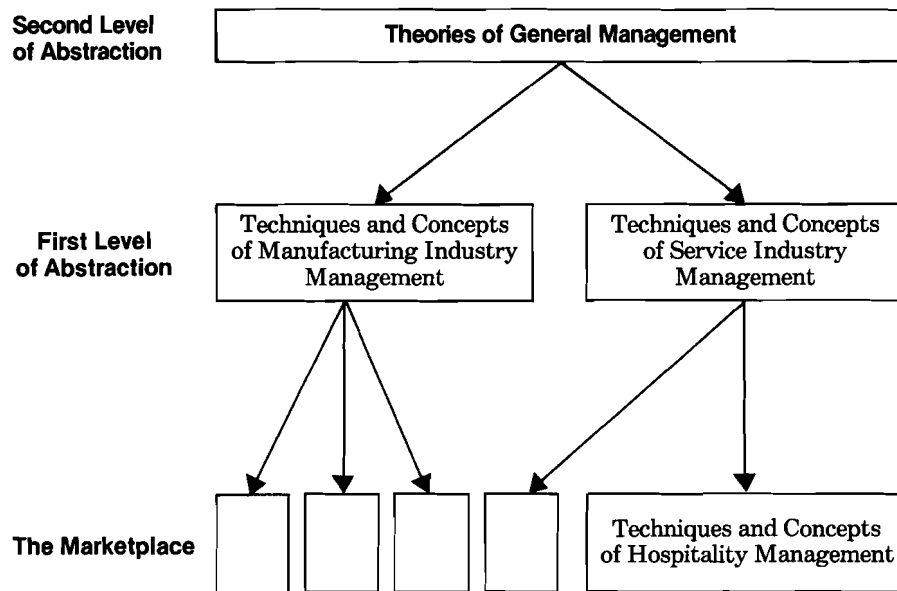 Second Level
of Abstraction
Theories of General Management
First Level
of Abstraction
Techniques and Concepts
of Manufacturing Industry
Management
Techniques and Concepts
of Service Industry
Management
The Marketplace
Techniques and Concepts
of Hospitality Management